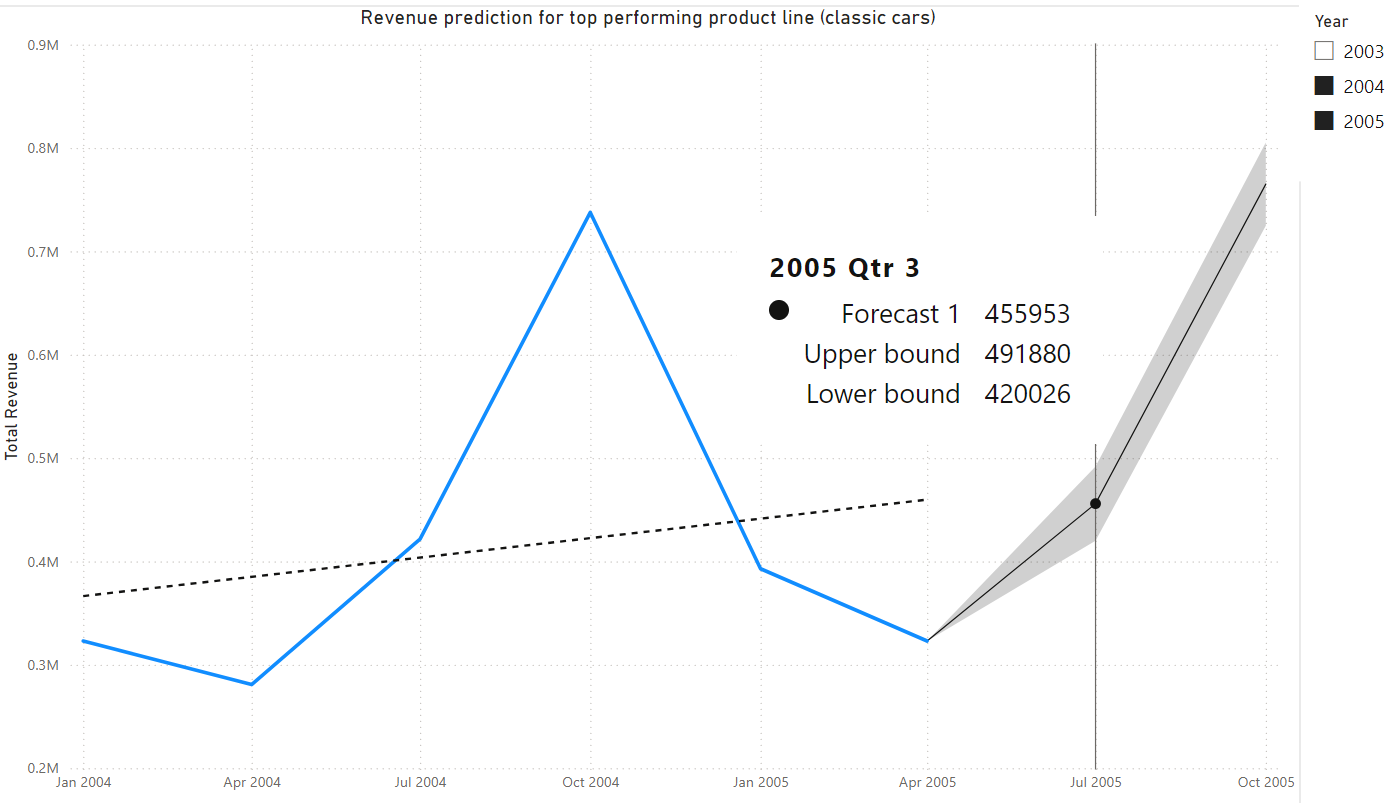 Revenue prediction for top performing product line (classic cars)
Year
2003
2004
2005
0.9M
0.8M
0.7M
0.6M
0.5M
0.4M
0.3M
0.2M
Total Revenue
2005 Qtr 3
Forecast 1 455953
Upper bound 491880
Lower bound 420026
Jan 2004 Apr 2004 Jul 2004 Oct 2004 Jan 2005 Apr 2005 Jul 2005 Oct 2005